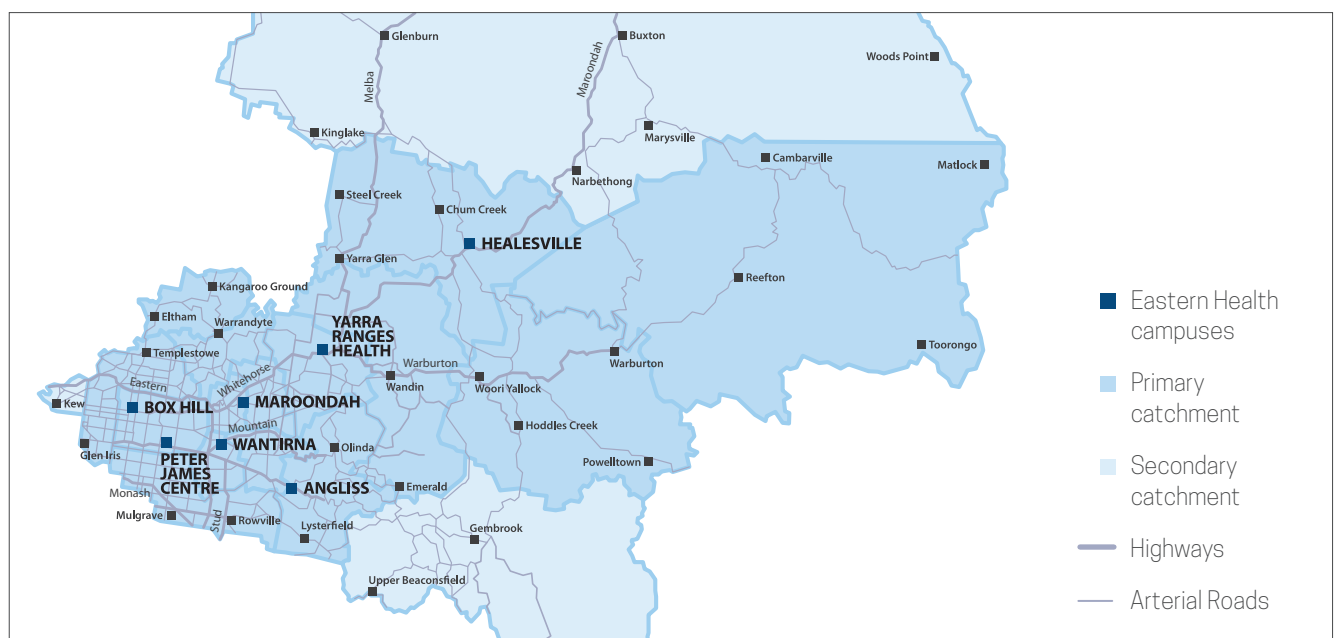 Glenburn
Buxton
Woods Point
Melba
Maroondah
Kinglake
Marysville
Cambarville
Matlock
Narbethong
Steel Creek
Chum Creek
HEALESVILLE
Yarra Glen
Reefton
Kangaroo Ground
Eltham
Warrandyte
YARRA
RANGES
HEALTH
Templestowe
Warburton
Toorongo
Warburton
Eastern
Whitehorse
Wandin
Woori Yallock
Kew
BOX HILL
MAROONDAH
Mountain
Hoddles Creek
Glen Iris
WANTIRNA
Olinda
PETER
JAMES
CENTRE
Powelltown
ANGLISS
Emerald
Monash
Mulgrave
Stud
Rowville
Lysterfield
Gembrook
Upper Beaconsfield
Eastern Health
campuses
Primary
catchment
Secondary
catchment
Highways
Arterial Roads